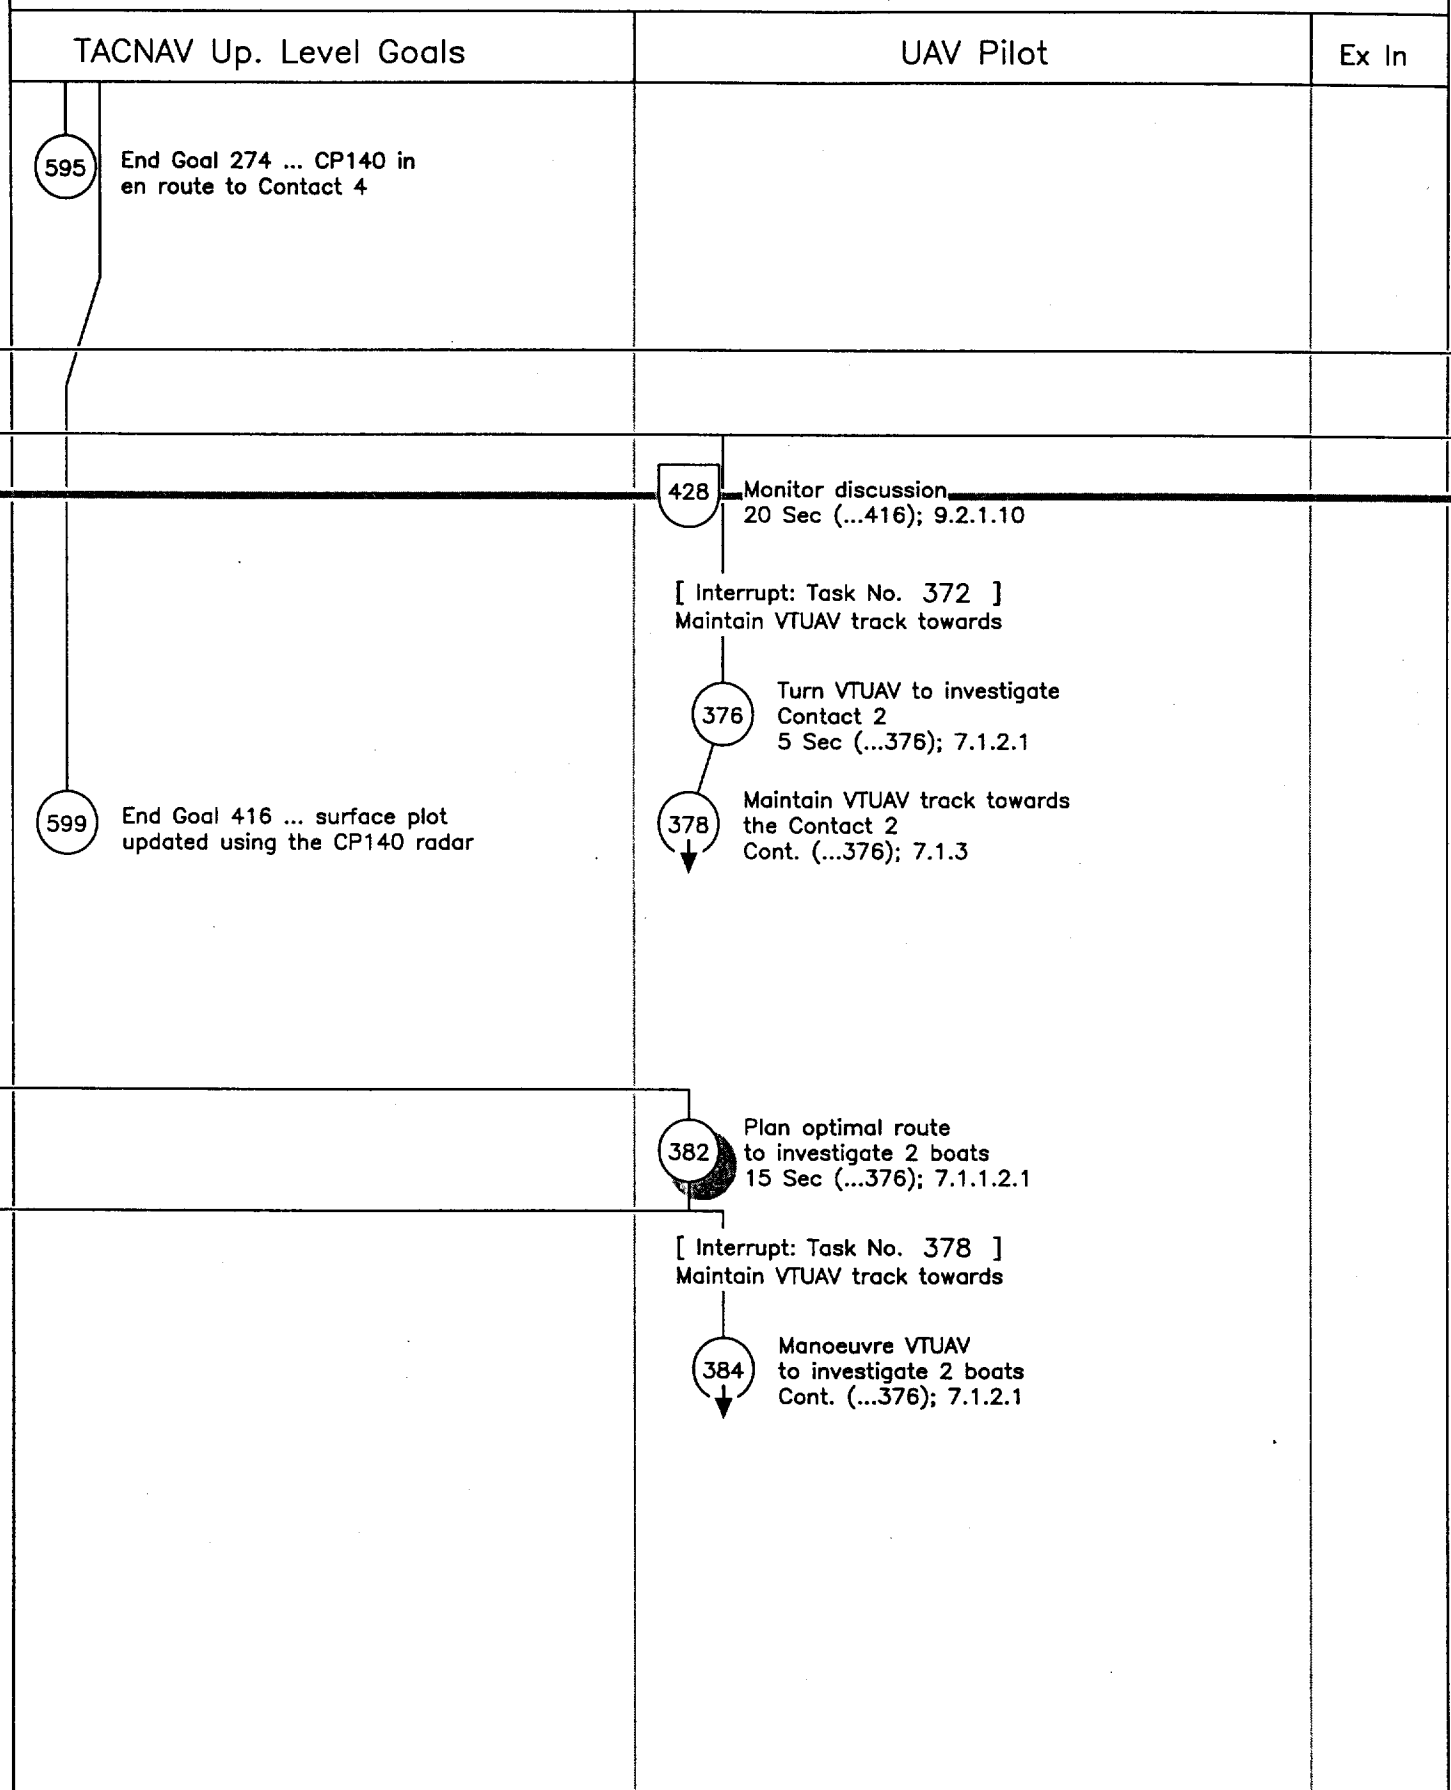 TACNAV Up. Level Goals
UAV Pilot
Ex In
595
End Goal 274 ... CP140 in
en route to Contact 4
428
Monitor discussion
20 Sec (...416); 9.2.1.10
[ Interrupt: Task No. 372 ]
Maintain VTUAV track towards
376
Turn VTUAV to investigate
Contact 2
5 Sec (...376); 7.1.2.1
599
End Goal 416 ... surface plot
updated using the CP140 radar
378
Maintain VTUAV track towards
the Contact 2
Cont. (...376); 7.1.3
382
Plan optimal route
to investigate 2 boats
15 Sec (...376); 7.1.1.2.1
[ Interrupt: Task No. 378 ]
Maintain VTUAV track towards
384
Manoeuvre VTUAV
to investigate 2 boats
Cont. (...376); 7.1.2.1